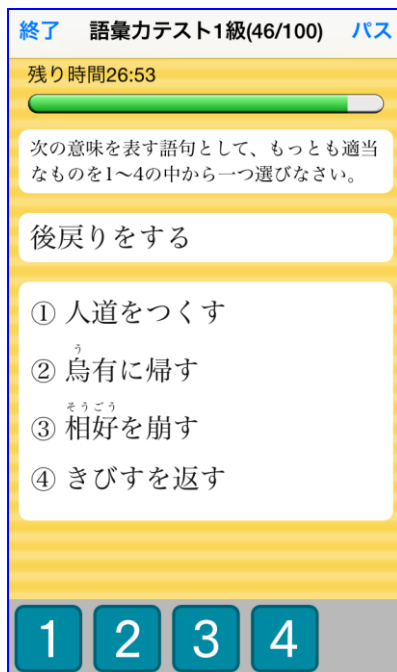 終了 語彙力テスト1級(46/100) パス
残り時間26:53
次の意味を表す語句として、もっとも適当
なものを1〜4の中から一つ選びなさい。
後戻りをする
① 人道をつくす
う
② 烏有に帰す
そうごう
③ 相好を崩す
④ きびすを返す
1 2 3 4